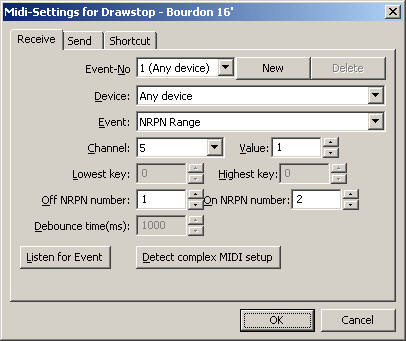 Midi-Settings for Drawstop - Bourdon 16'
Receive Send Shortcut
Event-No 1 (Any device) New Delete
Device: Any device
Event: NRPN Range
Channel: 5 Value: 1
Lowest key: 0 Highest key: 0
Off NRPN number: 1 On NRPN number: 2
Debounce time(ms): 1000
Listen for Event Detect complex MIDI setup
OK Cancel